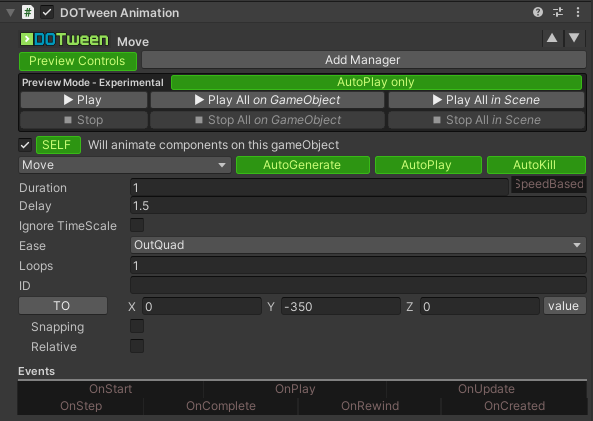 DOTween Animation
DOTween Move
Preview Controls Add Manager
Preview Mode - Experimental AutoPlay only
Play Play All on GameObject Play All in Scene
Stop Stop All on GameObject Stop All in Scene
SELF Will animate components on this gameObject
Move AutoGenerate AutoPlay AutoKill
Duration 1 SpeedBased
Delay 1.5
Ignore TimeScale
Ease OutQuad
Loops 1
ID
TO X 0 Y -350 Z 0 value
Snapping
Relative
Events
OnStart OnPlay OnUpdate
OnStep OnComplete OnRewind OnCreated